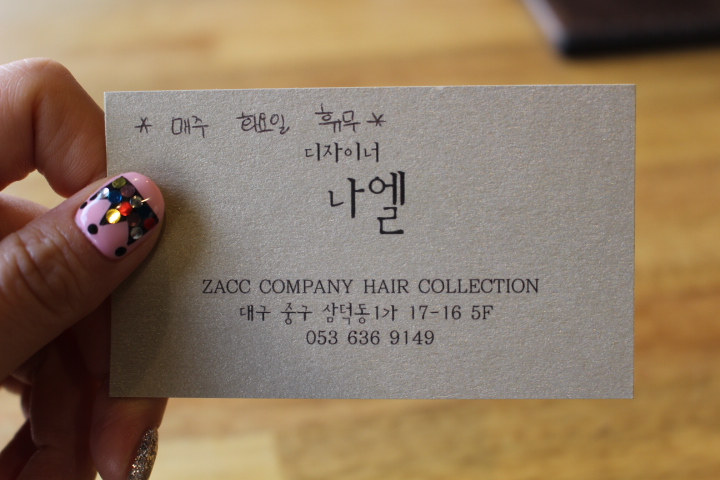 * 매주 화요일 휴무 *
디자이너
나엘
ZACC COMPANY HAIR COLLECTION
대구 중구 삼덕동1가 17-16 5F
053 636 9149